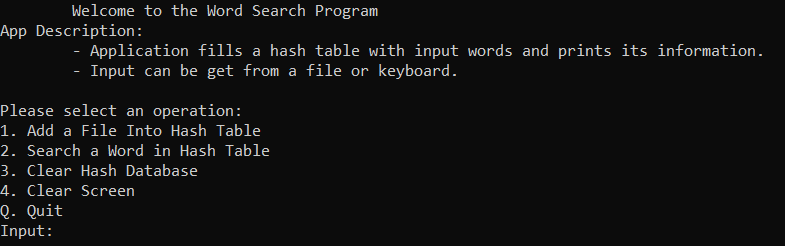 Welcome to the Word Search Program
App Description:
- Application fills a hash table with input words and prints its information.
- Input can be get from a file or keyboard.
Please select an operation:
1. Add a File Into Hash Table
2. Search a Word in Hash Table
3. Clear Hash Database
4. Clear Screen
Q. Quit
Input: